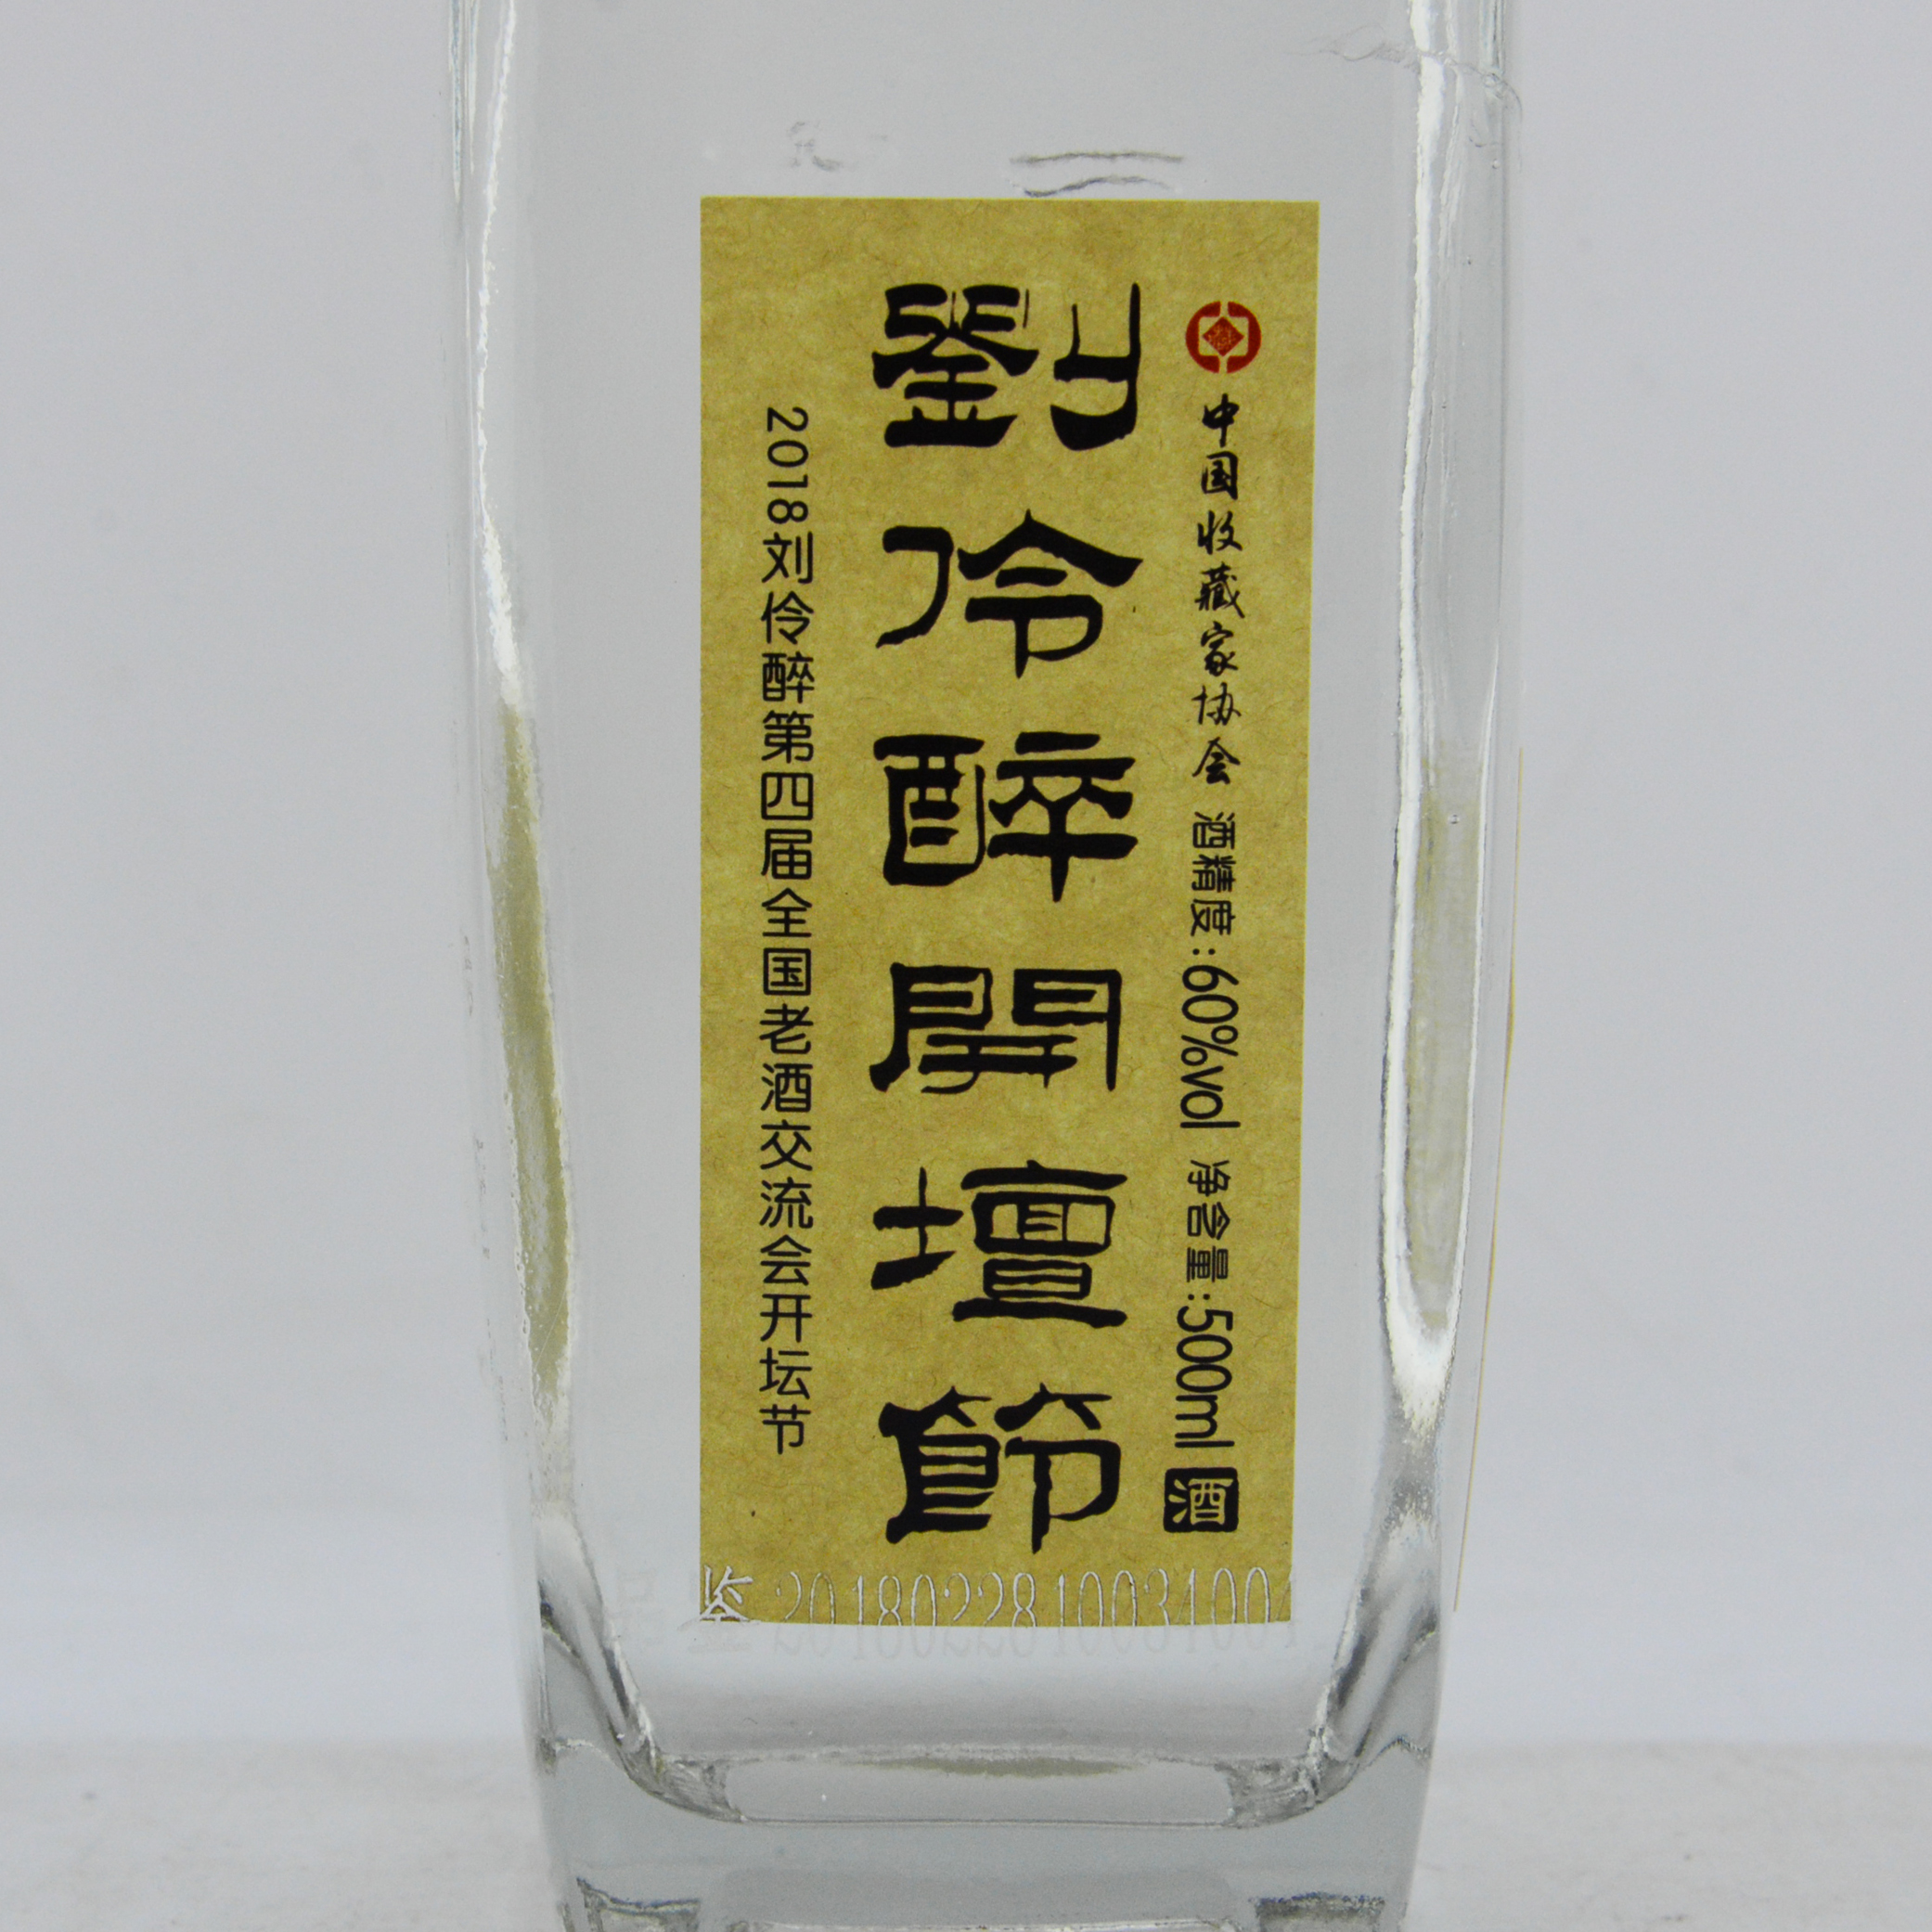 中国收藏家协会 酒精度:60%vol 净含量:500ml 酒
劉伶醉開壇節
2018刘伶醉第四届全国老酒交流会开坛节
鉴 20180228100340041